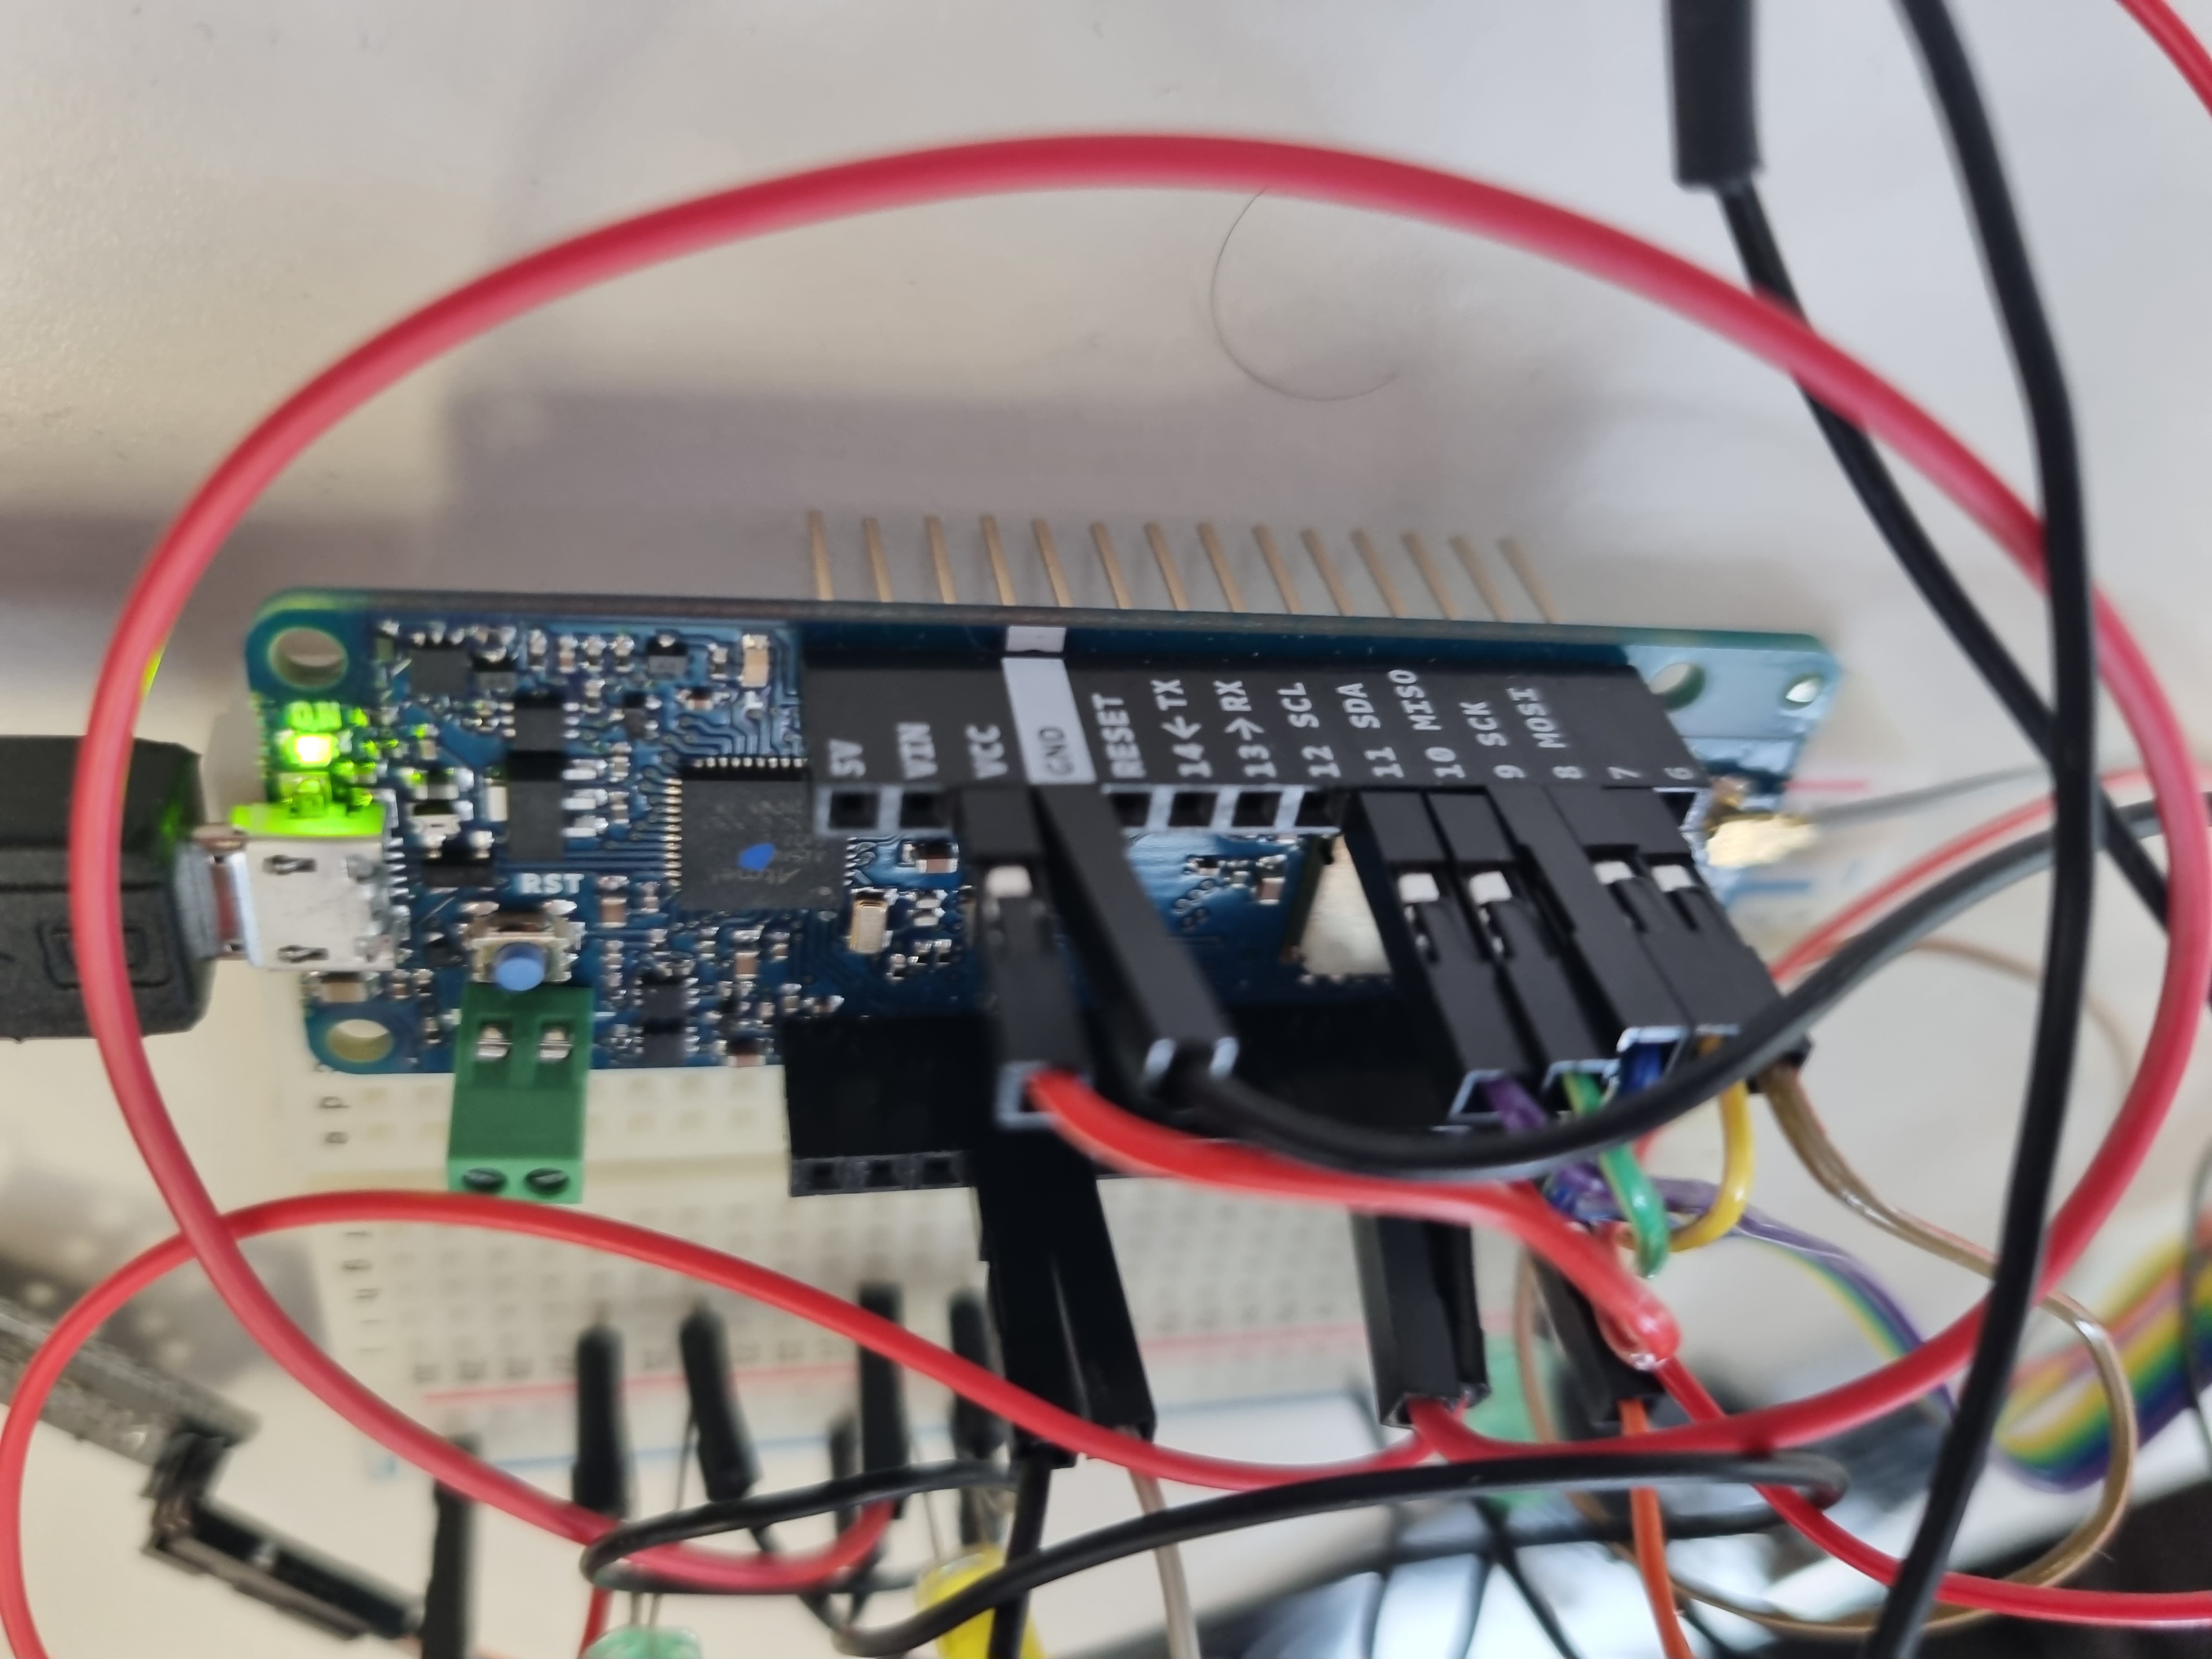 6
7
8 MOSI
9 SCK
10 MISO
11 SDA
12 SCL
13→RX
14←TX
RESET
GND
VCC
VIN
5V
Atmel
RST
ON